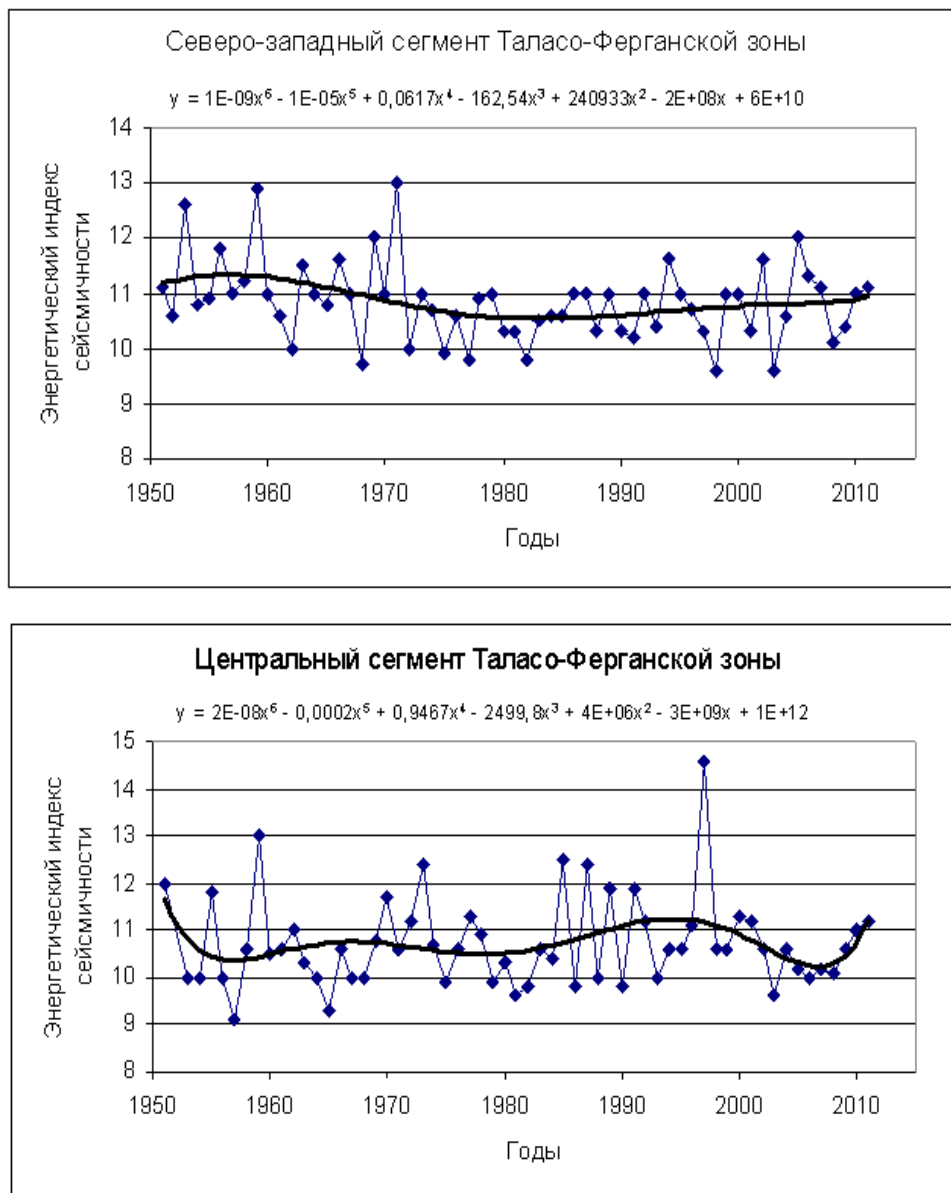 Северо-западный сегмент Таласо-Ферганской зоны
y = 1E-09x⁶ - 1E-05x⁵ + 0,0617x⁴ - 162,54x³ + 240933x² - 2E+08x + 6E+10
Энергетический индекс
сейсмичности
14
13
12
11
10
9
8
1950 1960 1970 1980 1990 2000 2010
Годы
Центральный сегмент Таласо-Ферганской зоны
y = 2E-08x⁶ - 0,0002x⁵ + 0,9467x⁴ - 2499,8x³ + 4E+06x² - 3E+09x + 1E+12
Энергетический индекс
сейсмичности
15
14
13
12
11
10
9
8
1950 1960 1970 1980 1990 2000 2010
Годы